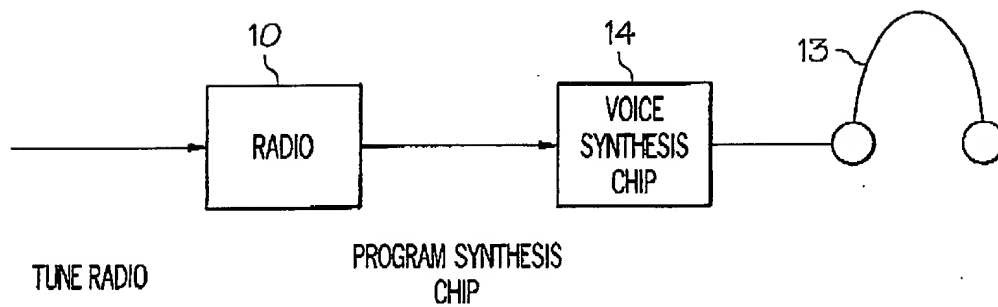 10
14
13
RADIO
VOICE
SYNTHESIS
CHIP
TUNE RADIO
PROGRAM SYNTHESIS
CHIP